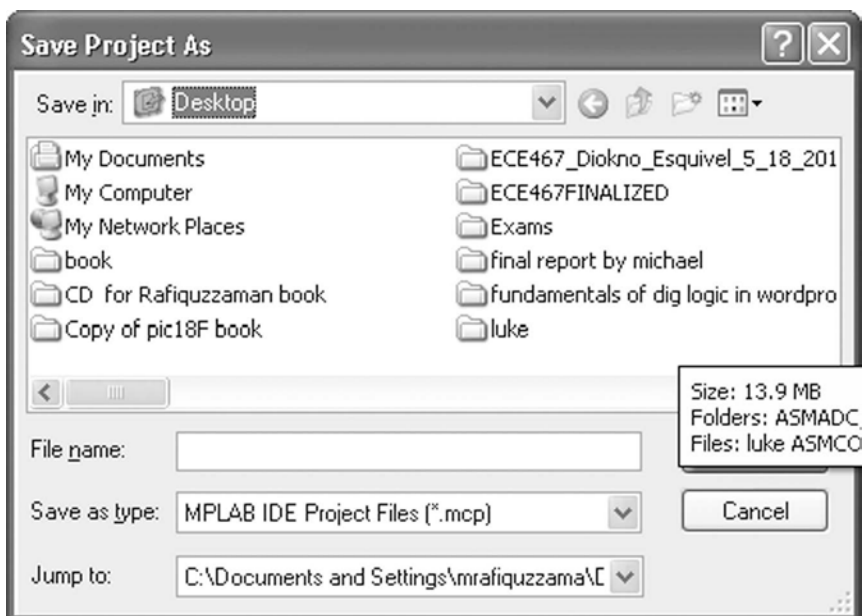 Save Project As
Save in: Desktop
My Documents
My Computer
My Network Places
book
CD for Rafiquzzaman book
Copy of pic18F book
ECE467_Diokno_Esquivel_5_18_201
ECE467FINALIZED
Exams
final report by michael
fundamentals of dig logic in wordpro
luke
Size: 13.9 MB
Folders: ASMADC_
Files: luke ASMCO
File name:
Save as type: MPLAB IDE Project Files (*.mcp)
Cancel
Jump to: C:\Documents and Settings\mrafiquzzama\D